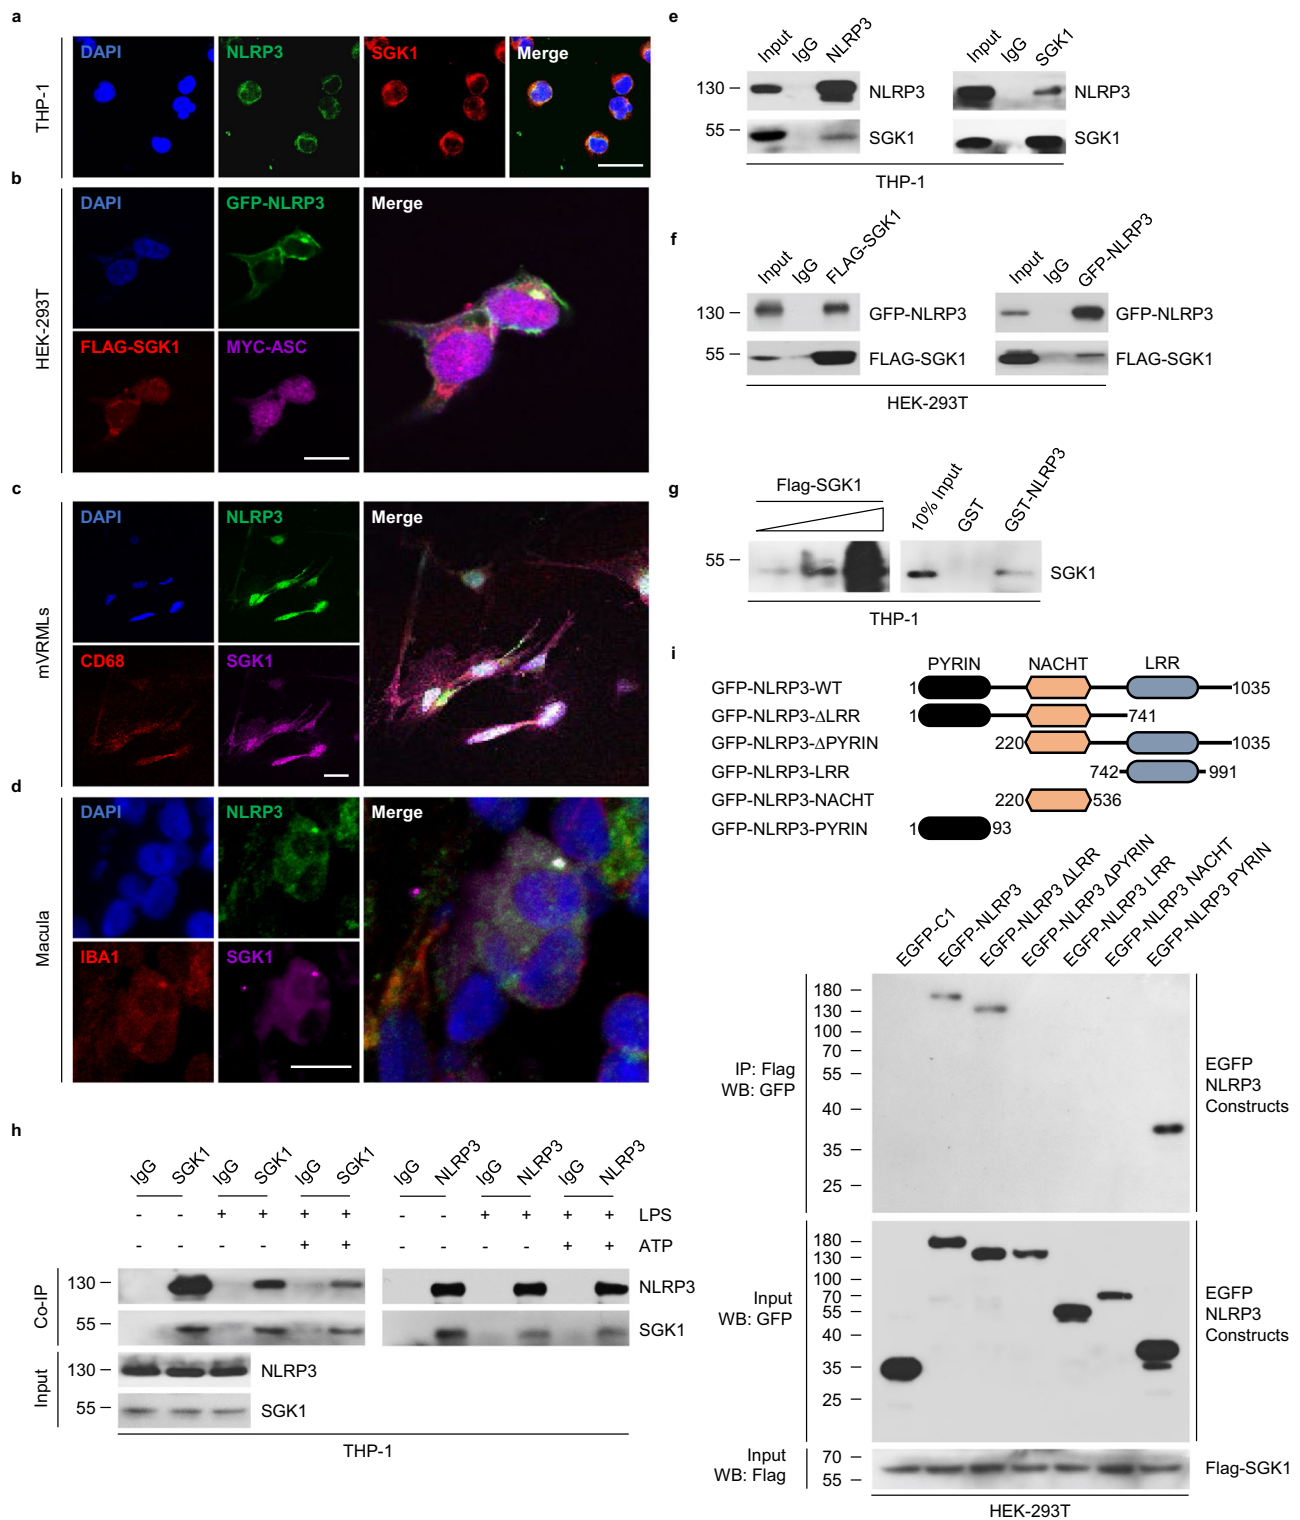 a
THP-1
DAPI
NLRP3
SGK1
Merge
b
HEK-293T
DAPI
GFP-NLRP3
Merge
FLAG-SGK1
MYC-ASC
c
mVRMLs
DAPI
NLRP3
Merge
CD68
SGK1
d
Macula
DAPI
NLRP3
Merge
IBA1
SGK1
e
Input IgG NLRP3
130
NLRP3
55
SGK1
Input IgG SGK1
NLRP3
SGK1
THP-1
f
Input IgG FLAG-SGK1
130
GFP-NLRP3
55
FLAG-SGK1
Input IgG GFP-NLRP3
GFP-NLRP3
FLAG-SGK1
HEK-293T
g
Flag-SGK1
10% Input GST GST-NLRP3
55
SGK1
THP-1
h
IgG SGK1 IgG SGK1 IgG SGK1 IgG NLRP3 IgG NLRP3 IgG NLRP3
- - + + + + - - + + + + LPS
- - - - + + - - - - + + ATP
Co-IP
130
NLRP3
55
SGK1
Input
130
NLRP3
55
SGK1
THP-1
i
PYRIN NACHT LRR
GFP-NLRP3-WT 1 1035
GFP-NLRP3-ΔLRR 1 741
GFP-NLRP3-ΔPYRIN 220 1035
GFP-NLRP3-LRR 742 991
GFP-NLRP3-NACHT 220 536
GFP-NLRP3-PYRIN 1 93
EGFP-C1
EGFP-NLRP3
EGFP-NLRP3 ΔLRR
EGFP-NLRP3 ΔPYRIN
EGFP-NLRP3 LRR
EGFP-NLRP3 NACHT
EGFP-NLRP3 PYRIN
IP: Flag
WB: GFP
180
130
100
70
55
40
35
25
EGFP
NLRP3
Constructs
Input
WB: GFP
180
130
100
70
55
40
35
25
EGFP
NLRP3
Constructs
Input
WB: Flag
70
55
Flag-SGK1
HEK-293T